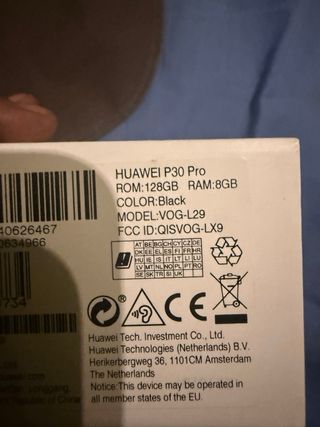 HUAWEI P30 Pro
ROM:128GB RAM:8GB
COLOR:Black
MODEL:VOG-L29
40626467
FCC ID:QISVOG-LX9
0634966
AT BE BG CH CY CZ DE
DK EE EL ES FI FR HR
HU IE IS IT LI LT LU
LV MT NL NO PL PT RO
SE SK TR SI UK
734
CE
Huawei Tech. Investment Co., Ltd.
Huawei Technologies (Netherlands) B.V.
Herikerbergweg 36, 1101CM Amsterdam
The Netherlands
Notice:This device may be operated in
all member states of the EU.